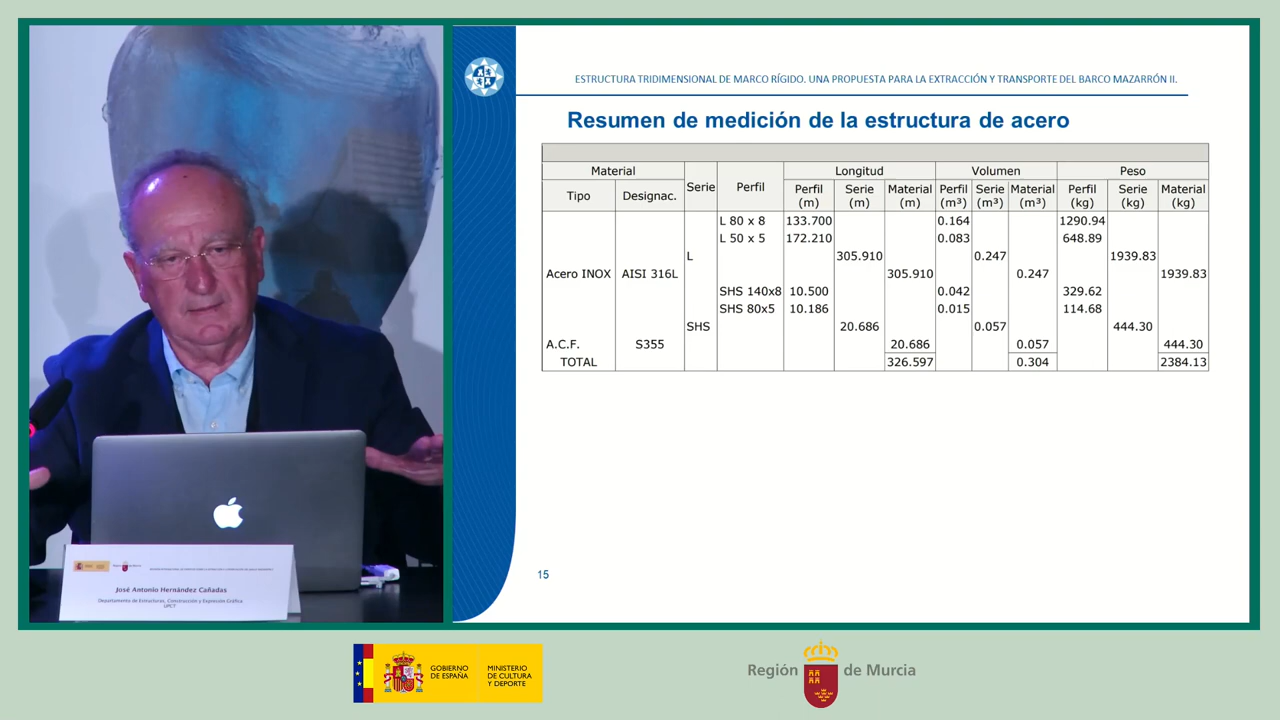 ESTRUCTURA TRIDIMENSIONAL DE MARCO RÍGIDO. UNA PROPUESTA PARA LA EXTRACCIÓN Y TRANSPORTE DEL BARCO MAZARRÓN II.
Resumen de medición de la estructura de acero
Material Serie Perfil Longitud Volumen Peso
Tipo Designac. Perfil (m) Serie (m) Material (m) Perfil (m³) Serie (m³) Material (m³) Perfil (kg) Serie (kg) Material (kg)
L 80 x 8 133.700 0.164 1290.94
L 50 x 5 172.210 0.083 648.89
L 305.910 0.247 1939.83
Acero INOX AISI 316L 305.910 0.247 1939.83
SHS 140x8 10.500 0.042 329.62
SHS 80x5 10.186 0.015 114.68
SHS 20.686 0.057 444.30
A.C.F. S355 20.686 0.057 444.30
TOTAL 326.597 0.304 2384.13
15
José Antonio Hernández Cañadas
Departamento de Estructuras, Construcción y Expresión Gráfica
UPCT
GOBIERNO
DE ESPAÑA
MINISTERIO
DE CULTURA
Y DEPORTE
Región de Murcia